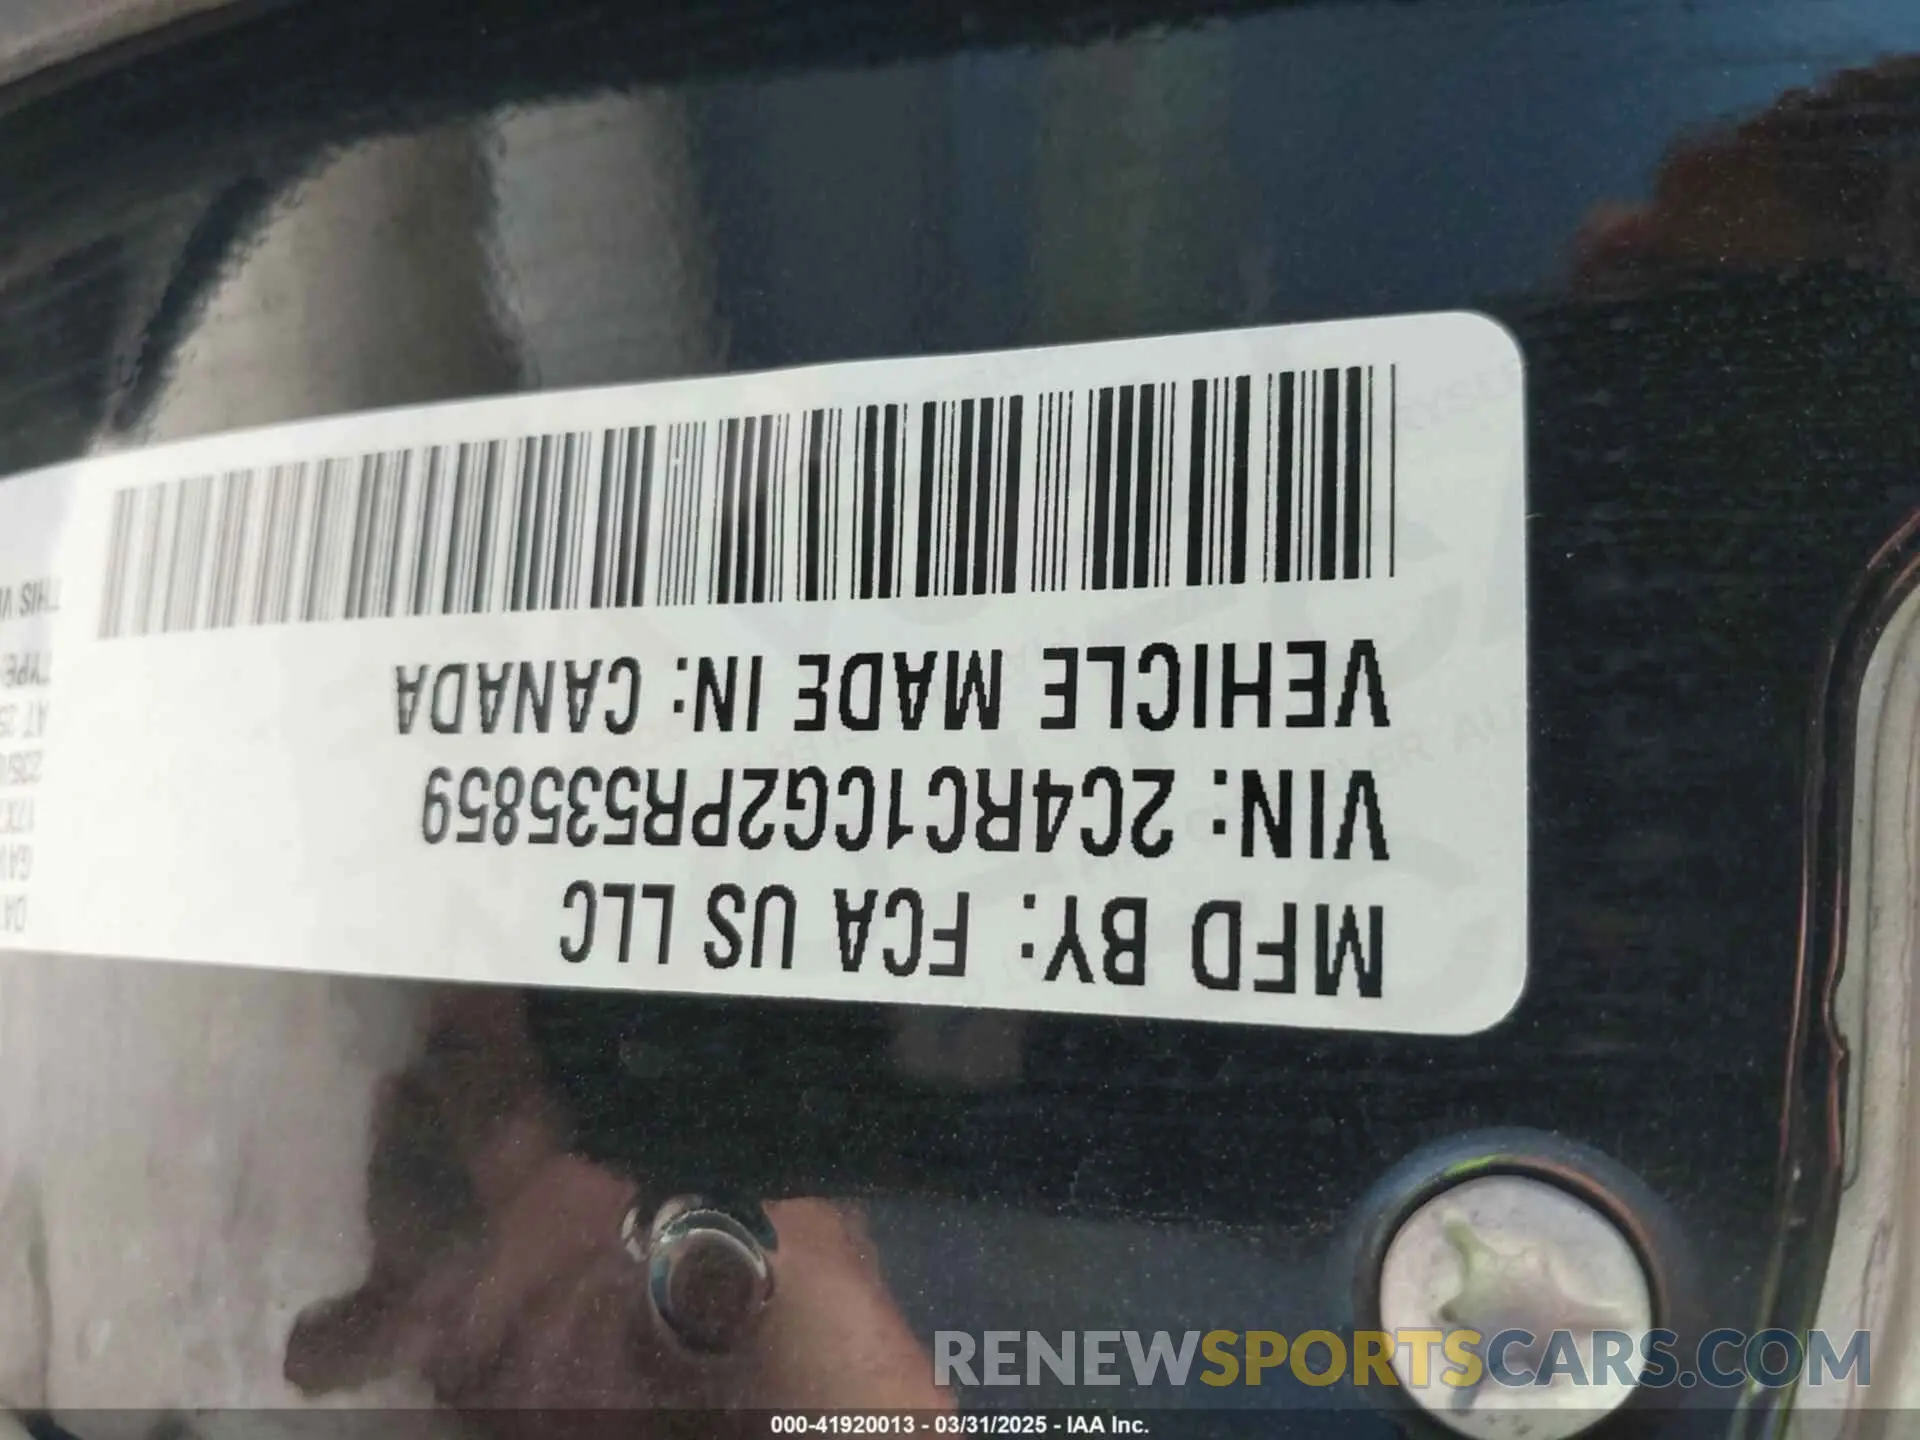 MFD BY: FCA US LLC
VIN: 2C4RC1CG2PR535859
VEHICLE MADE IN: CANADA
RENEWSPORTSCARS.COM
000-41920013 - 03/31/2025 - IAA Inc.